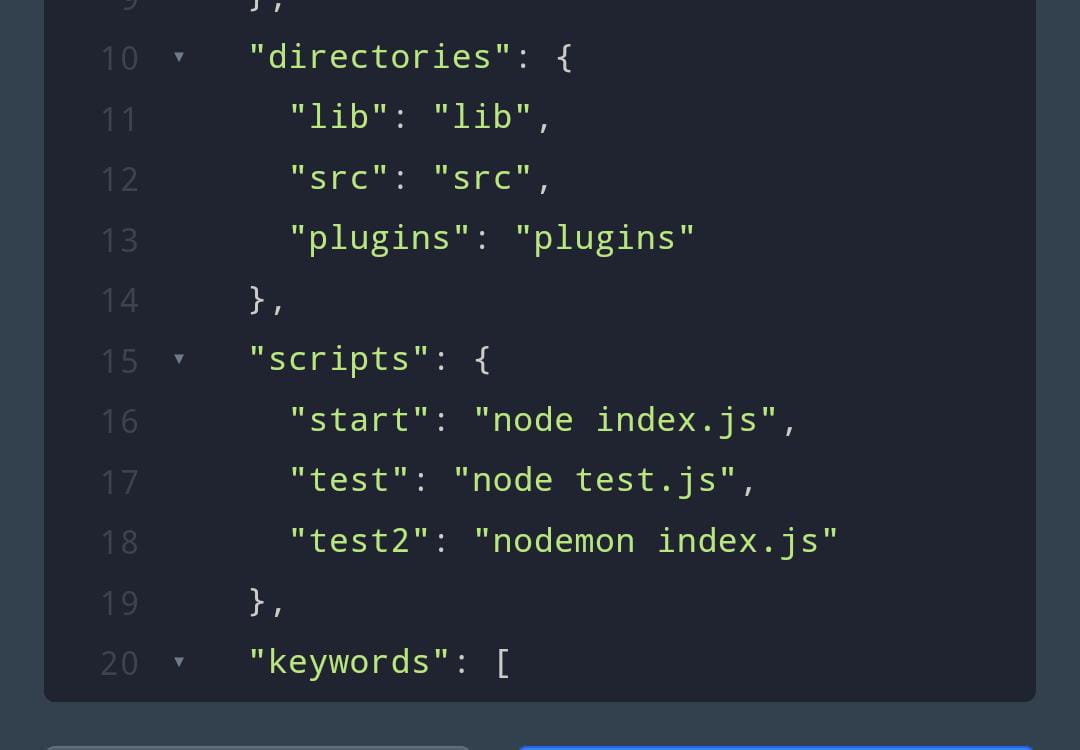 9 },
10 ▼ "directories": {
11 "lib": "lib",
12 "src": "src",
13 "plugins": "plugins"
14 },
15 ▼ "scripts": {
16 "start": "node index.js",
17 "test": "node test.js",
18 "test2": "nodemon index.js"
19 },
20 ▼ "keywords": [